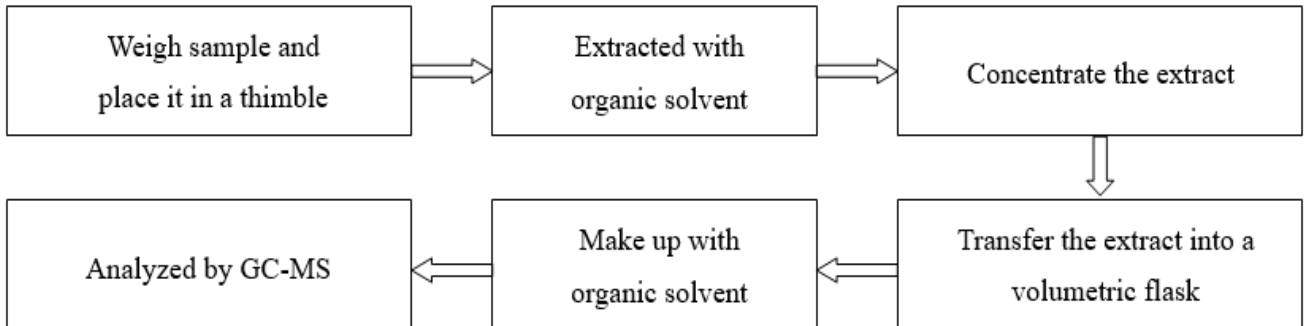 Weigh sample and
place it in a thimble
Extracted with
organic solvent
Concentrate the extract
Transfer the extract into a
volumetric flask
Make up with
organic solvent
Analyzed by GC-MS